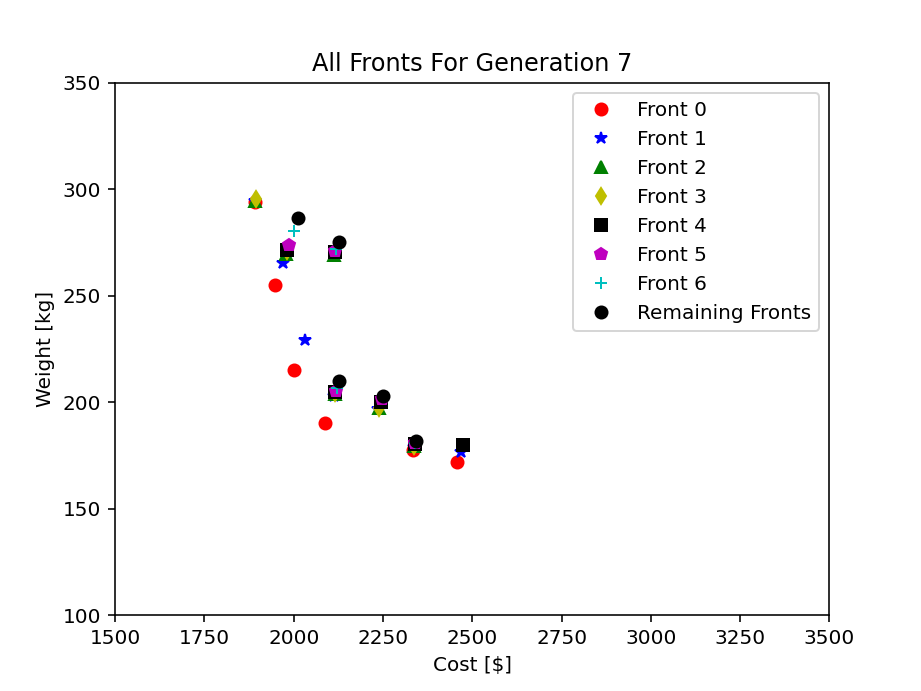 All Fronts For Generation 7
350
300
250
200
150
100
Weight [kg]
Front 0
Front 1
Front 2
Front 3
Front 4
Front 5
Front 6
Remaining Fronts
1500 1750 2000 2250 2500 2750 3000 3250 3500
Cost [$]